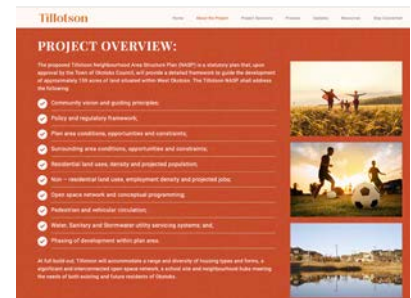 Tillotson
Home About the Project Project Documents Process Updates Resources Stay Connected
PROJECT OVERVIEW:
The proposed Tillotson Neighbourhood Area Structure Plan (NASP) is a statutory plan that, upon
approval by the Town of Okotoks Council, will provide a detailed framework to guide the development
of approximately 139 acres of land situated within West Okotoks. The Tillotson NASP shall address
the following:
Community vision and guiding principles;
Policy and regulatory framework;
Plan area conditions, opportunities and constraints;
Surrounding area conditions, opportunities and constraints;
Residential land uses, density and projected population;
Non – residential land uses, employment density and projected jobs;
Open space network and conceptual programming;
Pedestrian and vehicular circulation;
Water, Sanitary and Stormwater utility servicing systems; and,
Phasing of development within plan area.
At full build-out, Tillotson will accommodate a range and diversity of housing types and forms, a
significant and interconnected open space network, a school site and neighbourhood hubs meeting
the needs of both existing and future residents of Okotoks.